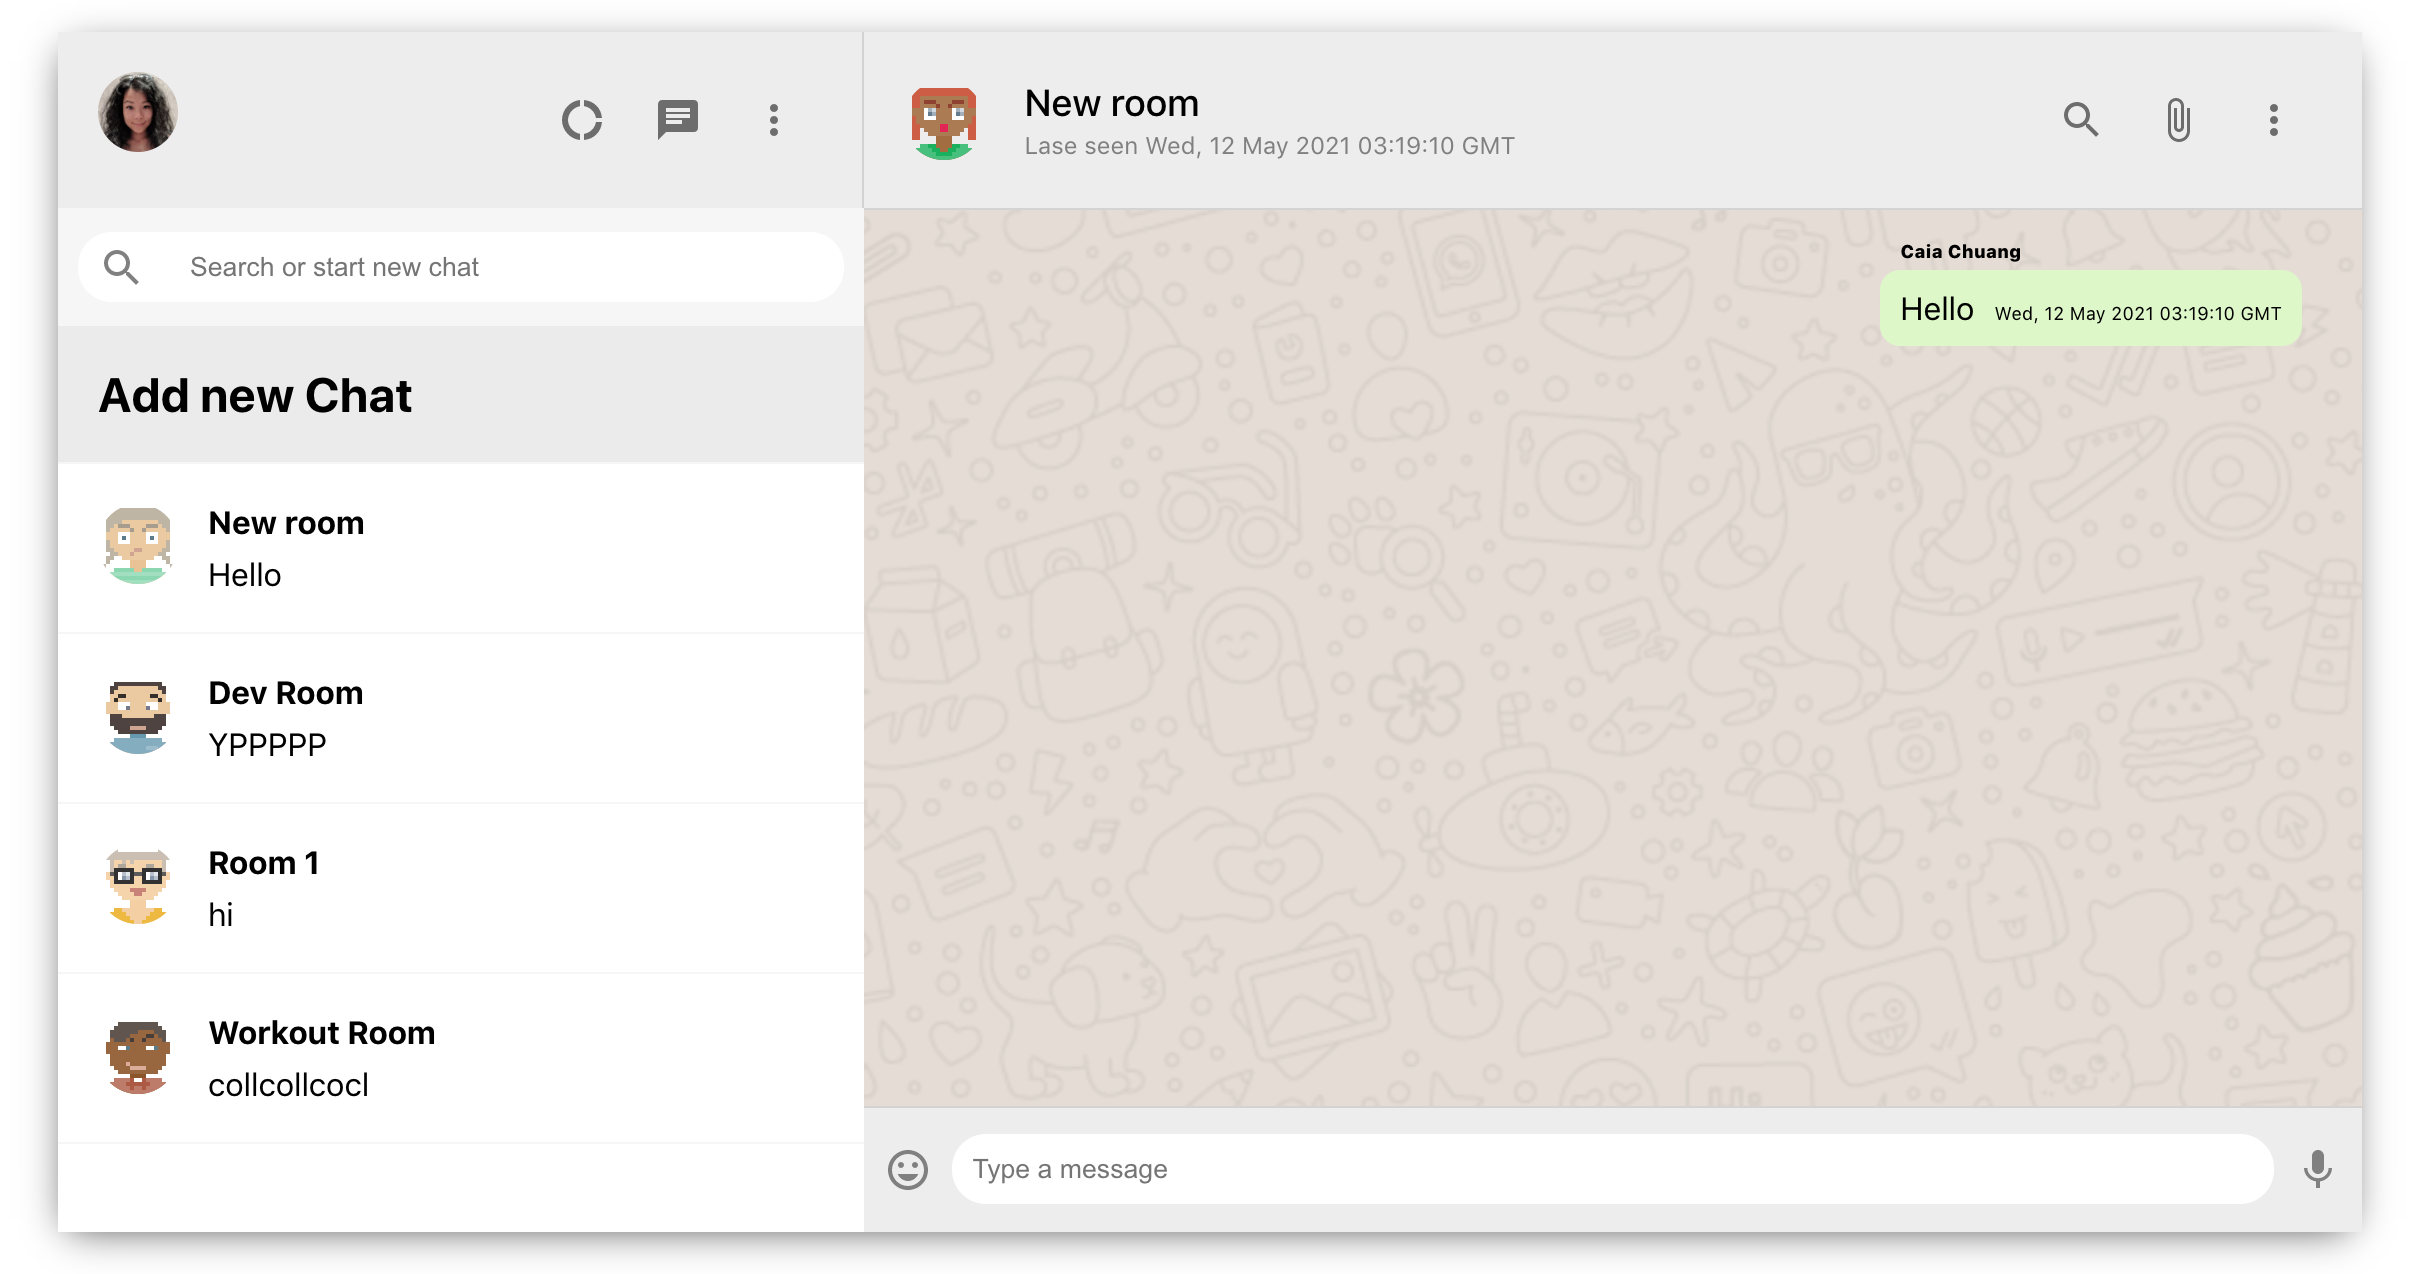 Search or start new chat
Add new Chat
New room
Hello
Dev Room
YPPPPP
Room 1
hi
Workout Room
collcollcocl
New room
Lase seen Wed, 12 May 2021 03:19:10 GMT
Caia Chuang
Hello Wed, 12 May 2021 03:19:10 GMT
Type a message